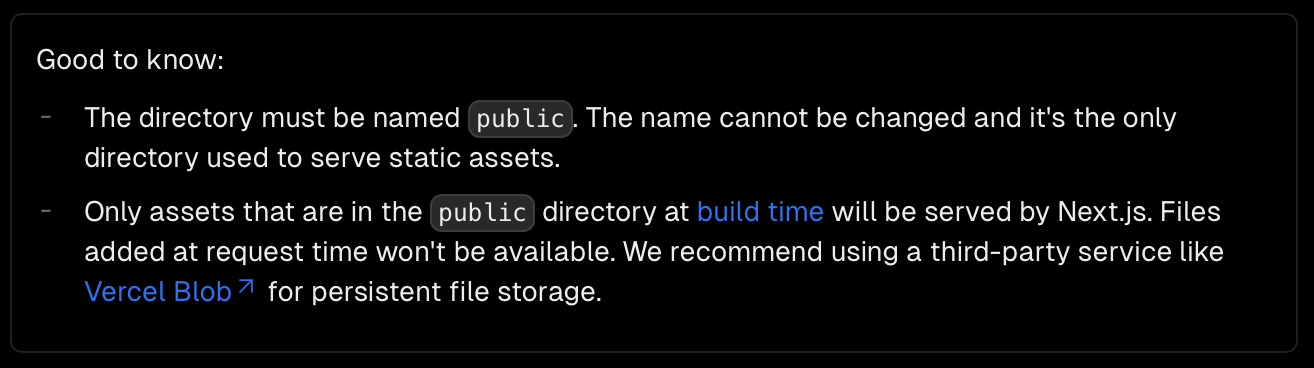 Good to know:
- The directory must be named public. The name cannot be changed and it's the only
directory used to serve static assets.
- Only assets that are in the public directory at build time will be served by Next.js. Files
added at request time won't be available. We recommend using a third-party service like
Vercel Blob↗ for persistent file storage.